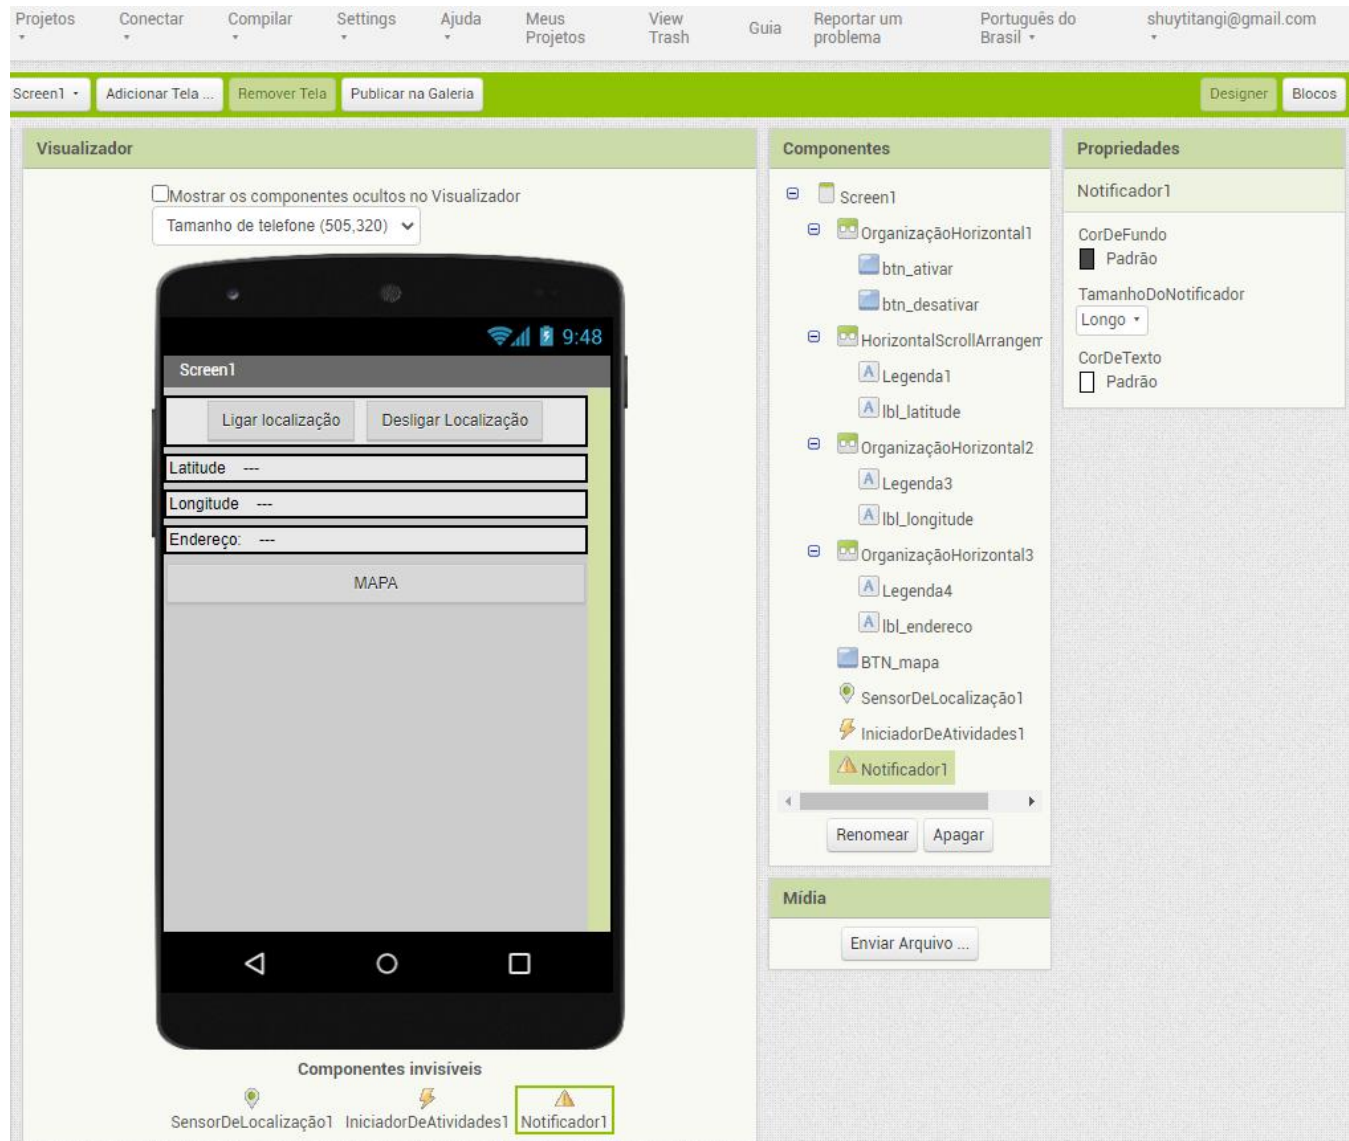 Projetos Conectar Compilar Settings Ajuda Meus Projetos View Trash Guia Reportar um problema Português do Brasil shuytitangi@gmail.com
Screen1 Adicionar Tela ... Remover Tela Publicar na Galeria Designer Blocos
Visualizador
Mostrar os componentes ocultos no Visualizador
Tamanho de telefone (505,320)
9:48
Screen1
Ligar localização Desligar Localização
Latitude ---
Longitude ---
Endereço: ---
MAPA
Componentes invisíveis
SensorDeLocalização1 IniciadorDeAtividades1 Notificador1
Componentes
Screen1
OrganizaçãoHorizontal1
btn_ativar
btn_desativar
HorizontalScrollArrangem
Legenda1
lbl_latitude
OrganizaçãoHorizontal2
Legenda3
lbl_longitude
OrganizaçãoHorizontal3
Legenda4
lbl_endereco
BTN_mapa
SensorDeLocalização1
IniciadorDeAtividades1
Notificador1
Renomear Apagar
Mídia
Enviar Arquivo ...
Propriedades
Notificador1
CorDeFundo
Padrão
TamanhoDoNotificador
Longo
CorDeTexto
Padrão